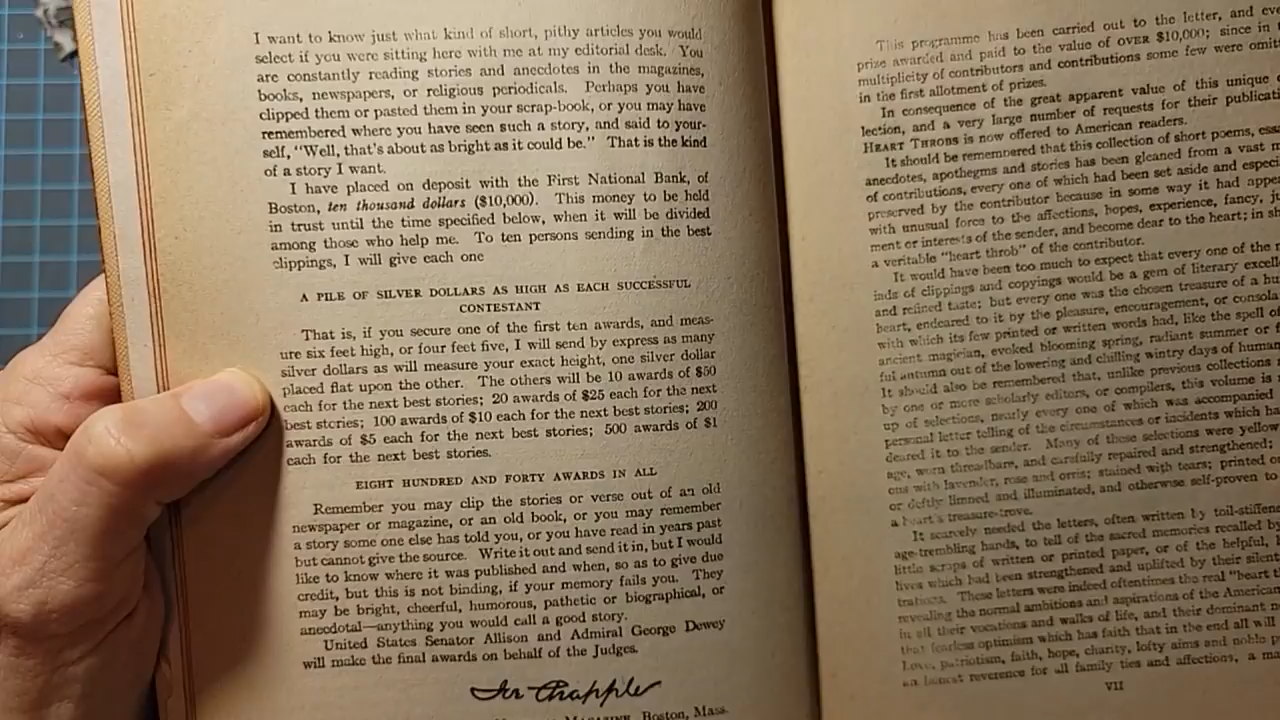 I want to know just what kind of short, pithy articles you would
select if you were sitting here with me at my editorial desk. You
are constantly reading stories and anecdotes in the magazines,
books, newspapers, or religious periodicals. Perhaps you have
clipped them or pasted them in your scrap-book, or you may have
remembered where you have seen such a story, and said to your-
self, "Well, that's about as bright as it could be." That is the kind
of a story I want.
I have placed on deposit with the First National Bank, of
Boston, ten thousand dollars ($10,000). This money to be held
in trust until the time specified below, when it will be divided
among those who help me. To ten persons sending in the best
clippings, I will give each one
A PILE OF SILVER DOLLARS AS HIGH AS EACH SUCCESSFUL
CONTESTANT
That is, if you secure one of the first ten awards, and meas-
ure six feet high, or four feet five, I will send by express as many
silver dollars as will measure your exact height, one silver dollar
placed flat upon the other. The others will be 10 awards of $50
each for the next best stories; 20 awards of $25 each for the next
best stories; 100 awards of $10 each for the next best stories; 200
awards of $5 each for the next best stories; 500 awards of $1
each for the next best stories.
EIGHT HUNDRED AND FORTY AWARDS IN ALL
Remember you may clip the stories or verse out of an old
newspaper or magazine, or an old book, or you may remember
a story some one else has told you, or you have read in years past
but cannot give the source. Write it out and send it in, but I would
like to know where it was published and when, so as to give due
credit, but this is not binding, if your memory fails you. They
may be bright, cheerful, humorous, pathetic or biographical, or
anecdotal—anything you would call a good story.
United States Senator Allison and Admiral George Dewey
will make the final awards on behalf of the Judges.
Chapple
MAGAZINE, Boston, Mass.
This programme has been carried out to the letter, and
prize awarded and paid to the value of OVER $10,000; since in
multiplicity of contributors and contributions some few were
in the first allotment of prizes.
In consequence of the great apparent value of this unique
lection, and a very large number of requests for their
HEART THROBS is now offered to American readers.
It should be remembered that this collection of short poems,
anecdotes, apothegms and stories has been gleaned from a vast
of contributions, every one of which had been set aside and
preserved by the contributor because in some way it had
with unusual force to the affections, hopes, experience, fancy,
ment or interests of the sender, and become dear to the heart; in
a veritable "heart throb" of the contributor.
It would have been too much to expect that every one of the
iads of clippings and copyings would be a gem of literary
and refined taste; but every one was the chosen treasure of a
heart, endeared to it by the pleasure, encouragement, or
with which its few printed or written words had, like the spell of
ancient magician, evoked blooming spring, radiant summer or
ful autumn out of the lowering and chilling wintry days of human
It should also be remembered that, unlike previous collections
by one or more scholarly editors, or compilers, this volume is
up of selections, nearly every one of which was accompanied
personal letter telling of the circumstances or incidents which
deared it to the sender. Many of these selections were yellow
age, worn threadbare, and carefully repaired and strengthened;
ous with lavender, rose and orris; stained with tears; printed
or deftly limned and illuminated, and otherwise self-proven to
a heart's treasure-trove.
It scarcely needed the letters, often written by
age-trembling hands, to tell of the sacred memories recalled by
little scraps of written or printed paper, or of the helpful,
lives which had been strengthened and uplifted by their silent
trations. These letters were indeed oftentimes the real "heart
revealing the normal ambitions and aspirations of the American
in all their vocations and walks of life, and their dominant
that fearless optimism which has faith that in the end all will
Love, patriotism, faith, hope, charity, lofty aims and noble
an honest reverence for all family ties and affections, a
VII